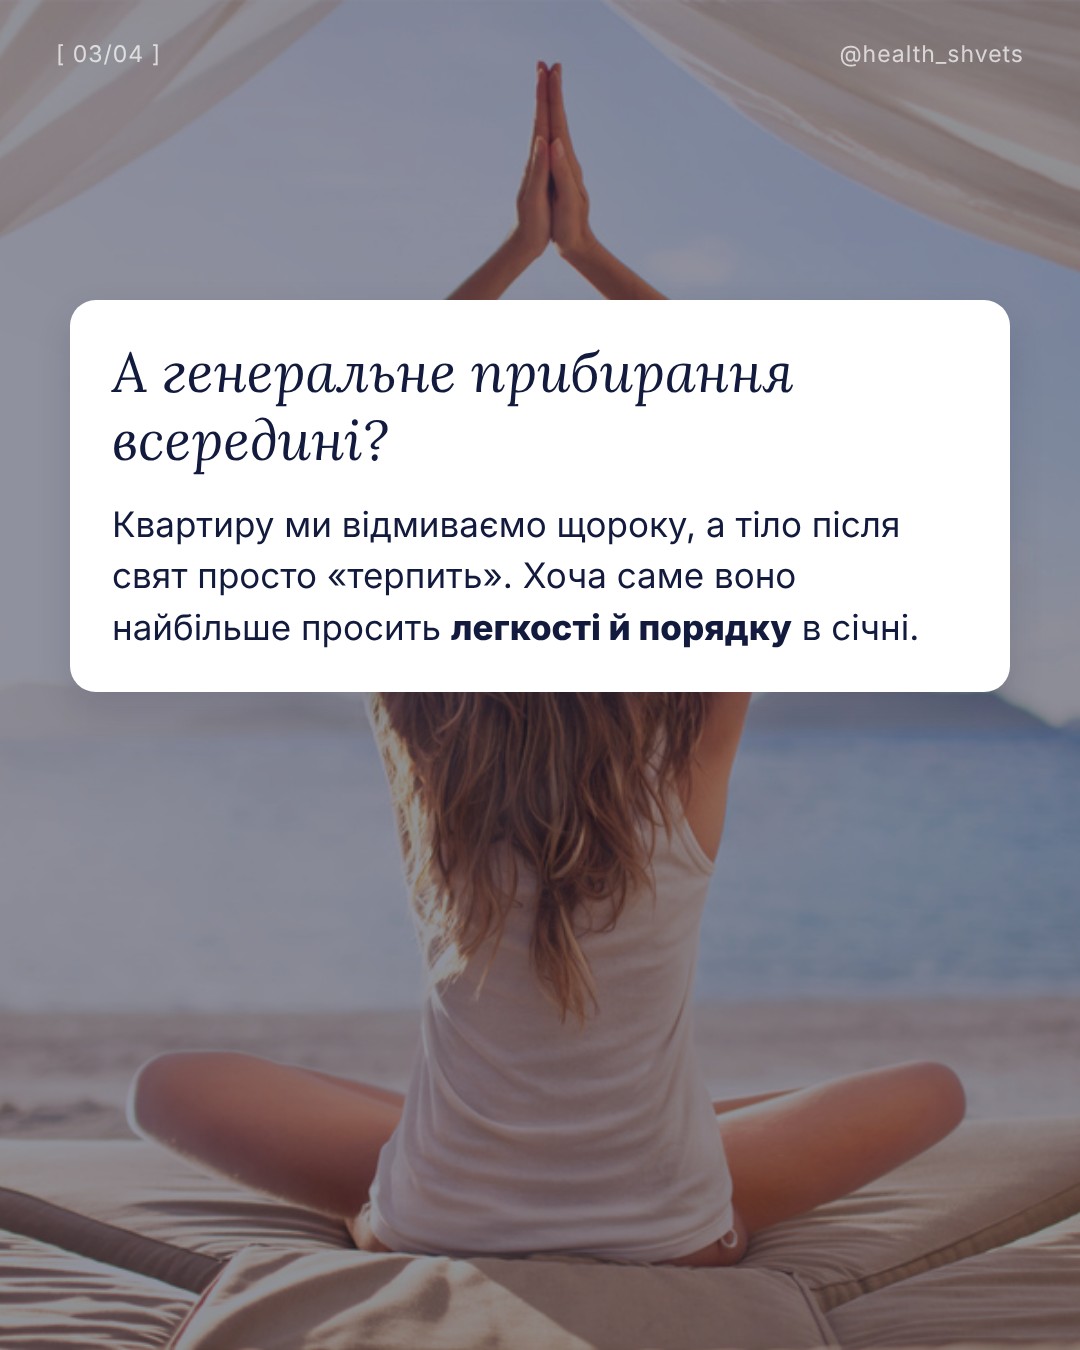 [ 03/04 ]
@health_shvets
А генеральне прибирання
всередині?
Квартиру ми відмиваємо щороку, а тіло після
свят просто «терпить». Хоча саме воно
найбільше просить легкості й порядку в січні.